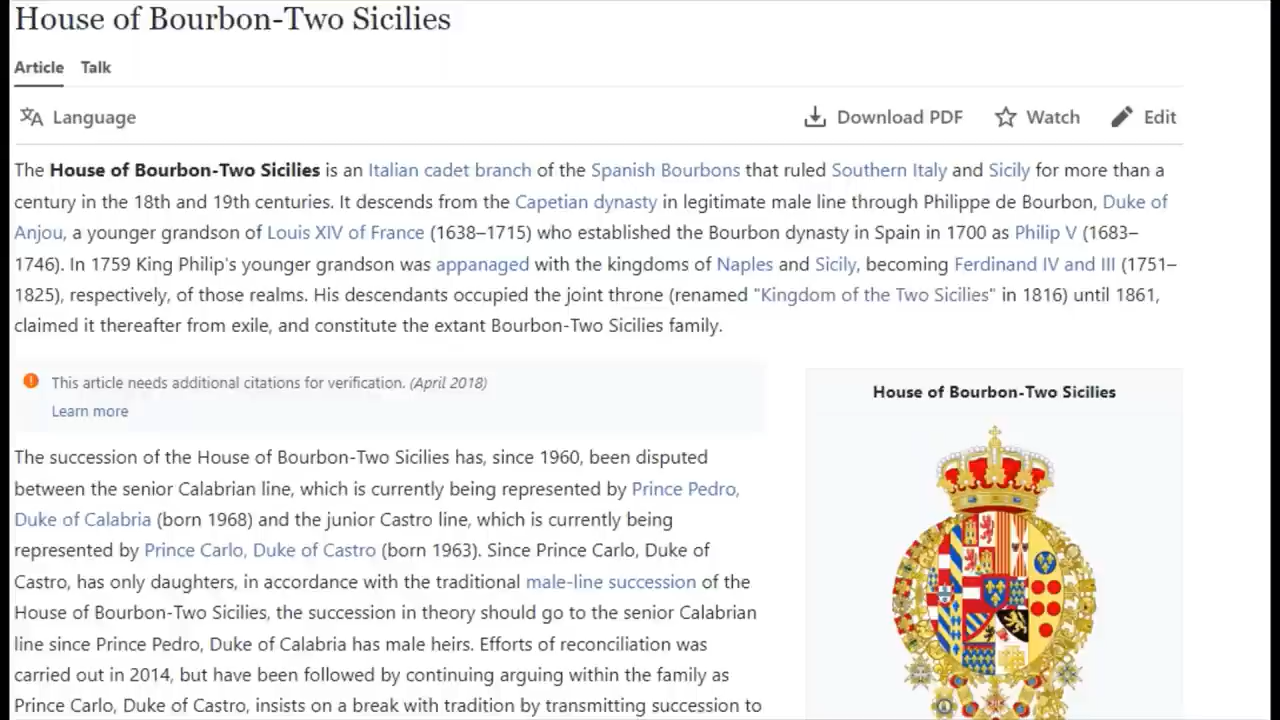 House of Bourbon-Two Sicilies
Article Talk
Language
Download PDF Watch Edit
The House of Bourbon-Two Sicilies is an Italian cadet branch of the Spanish Bourbons that ruled Southern Italy and Sicily for more than a
century in the 18th and 19th centuries. It descends from the Capetian dynasty in legitimate male line through Philippe de Bourbon, Duke of
Anjou, a younger grandson of Louis XIV of France (1638–1715) who established the Bourbon dynasty in Spain in 1700 as Philip V (1683–
1746). In 1759 King Philip's younger grandson was appanaged with the kingdoms of Naples and Sicily, becoming Ferdinand IV and III (1751–
1825), respectively, of those realms. His descendants occupied the joint throne (renamed "Kingdom of the Two Sicilies" in 1816) until 1861,
claimed it thereafter from exile, and constitute the extant Bourbon-Two Sicilies family.
This article needs additional citations for verification. (April 2018)
Learn more
House of Bourbon-Two Sicilies
The succession of the House of Bourbon-Two Sicilies has, since 1960, been disputed
between the senior Calabrian line, which is currently being represented by Prince Pedro,
Duke of Calabria (born 1968) and the junior Castro line, which is currently being
represented by Prince Carlo, Duke of Castro (born 1963). Since Prince Carlo, Duke of
Castro, has only daughters, in accordance with the traditional male-line succession of the
House of Bourbon-Two Sicilies, the succession in theory should go to the senior Calabrian
line since Prince Pedro, Duke of Calabria has male heirs. Efforts of reconciliation was
carried out in 2014, but have been followed by continuing arguing within the family as
Prince Carlo, Duke of Castro, insists on a break with tradition by transmitting succession to